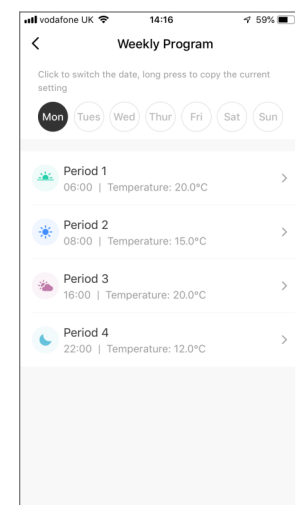 vodafone UK 14:16 59%
Weekly Program
Click to switch the date, long press to copy the current
setting
Mon Tues Wed Thur Fri Sat Sun
Period 1
06:00 | Temperature: 20.0°C
Period 2
08:00 | Temperature: 15.0°C
Period 3
16:00 | Temperature: 20.0°C
Period 4
22:00 | Temperature: 12.0°C